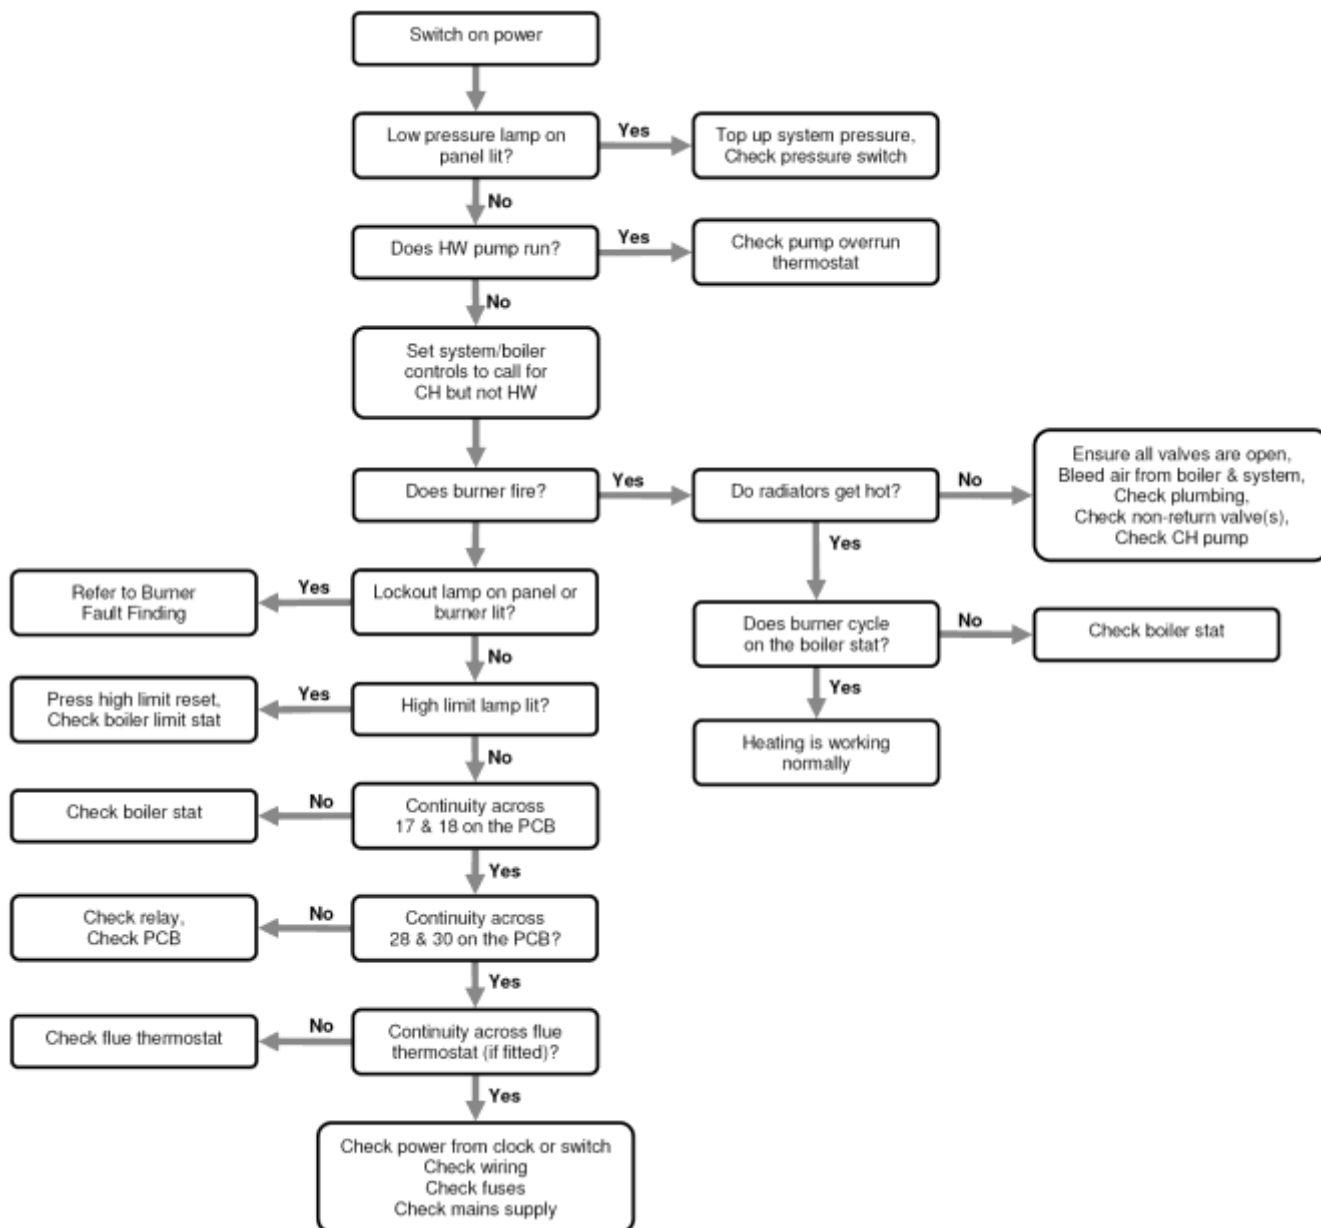 Switch on power
Low pressure lamp on
panel lit?
Yes
Top up system pressure,
Check pressure switch
No
Does HW pump run?
Yes
Check pump overrun
thermostat
No
Set system/boiler
controls to call for
CH but not HW
Does burner fire?
Yes
Do radiators get hot?
No
Ensure all valves are open,
Bleed air from boiler & system,
Check plumbing,
Check non-return valve(s),
Check CH pump
Yes
Does burner cycle
on the boiler stat?
No
Check boiler stat
Yes
Heating is working
normally
Lockout lamp on panel or
burner lit?
Yes
Refer to Burner
Fault Finding
No
High limit lamp lit?
Yes
Press high limit reset,
Check boiler limit stat
No
Continuity across
17 & 18 on the PCB
No
Check boiler stat
Yes
Continuity across
28 & 30 on the PCB?
No
Check relay,
Check PCB
Yes
Continuity across flue
thermostat (if fitted)?
No
Check flue thermostat
Yes
Check power from clock or switch
Check wiring
Check fuses
Check mains supply